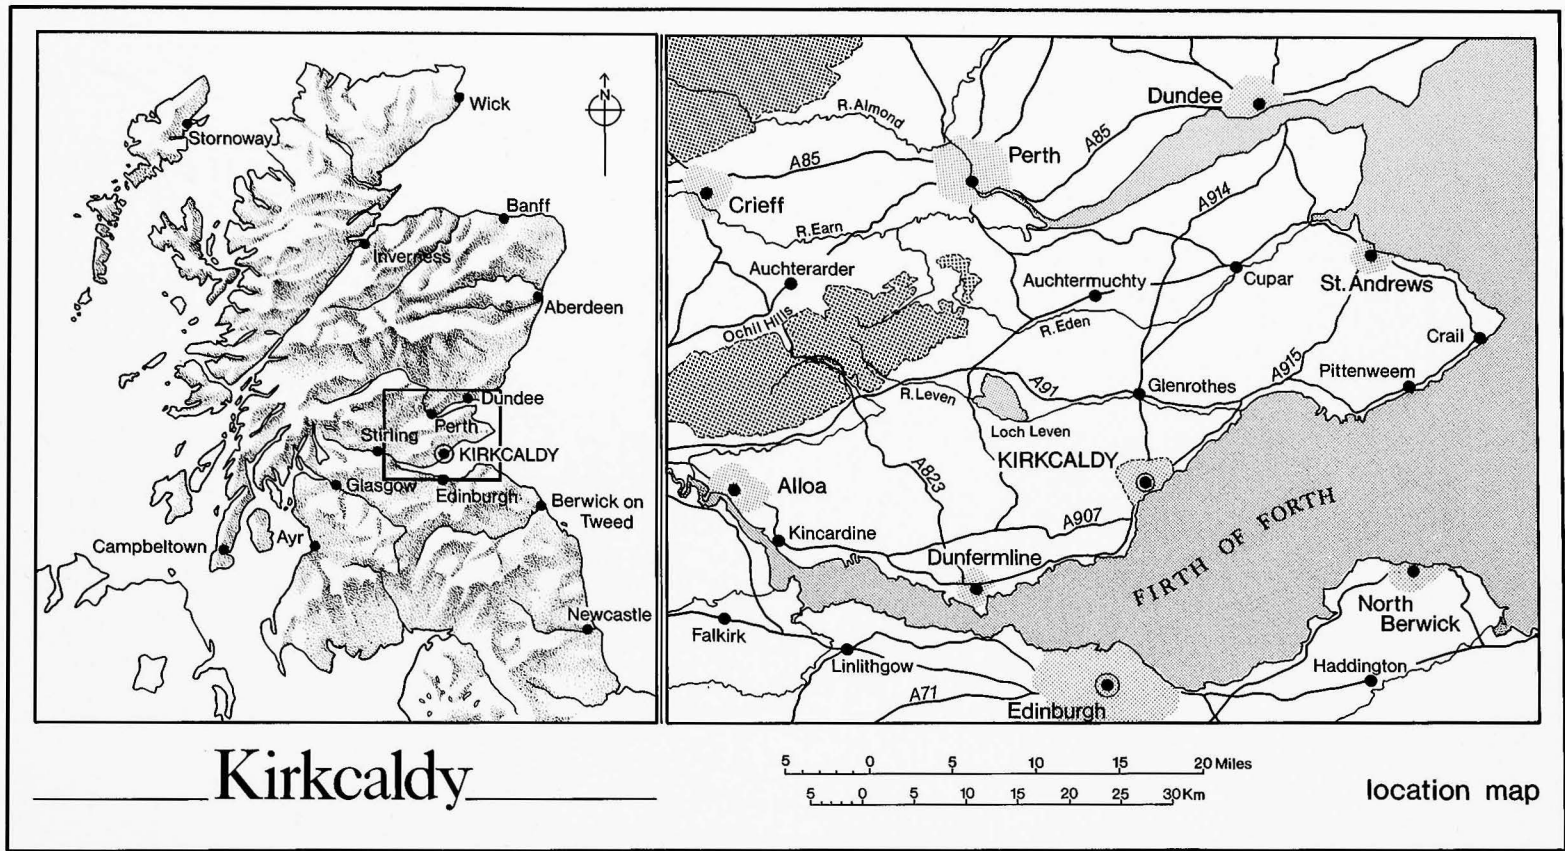 N
Wick
Stornoway
Banff
Inverness
Aberdeen
Dundee
Perth
Stirling
KIRKCALDY
Glasgow
Edinburgh
Berwick on
Tweed
Campbeltown
Ayr
Newcastle
Dundee
R. Almond
A85
Perth
A85
Crieff
A914
R. Earn
Auchterarder
Auchtermuchty
Cupar
St. Andrews
Ochil Hills
R. Eden
Crail
A91
Glenrothes
A915
Pittenweem
R. Leven
Loch Leven
KIRKCALDY
A823
Alloa
A907
Kincardine
Dunfermline
FIRTH OF FORTH
North
Berwick
Falkirk
Linlithgow
Haddington
A71
Edinburgh
Kirkcaldy
5 0 5 10 15 20 Miles
5 0 5 10 15 20 25 30 Km
location map